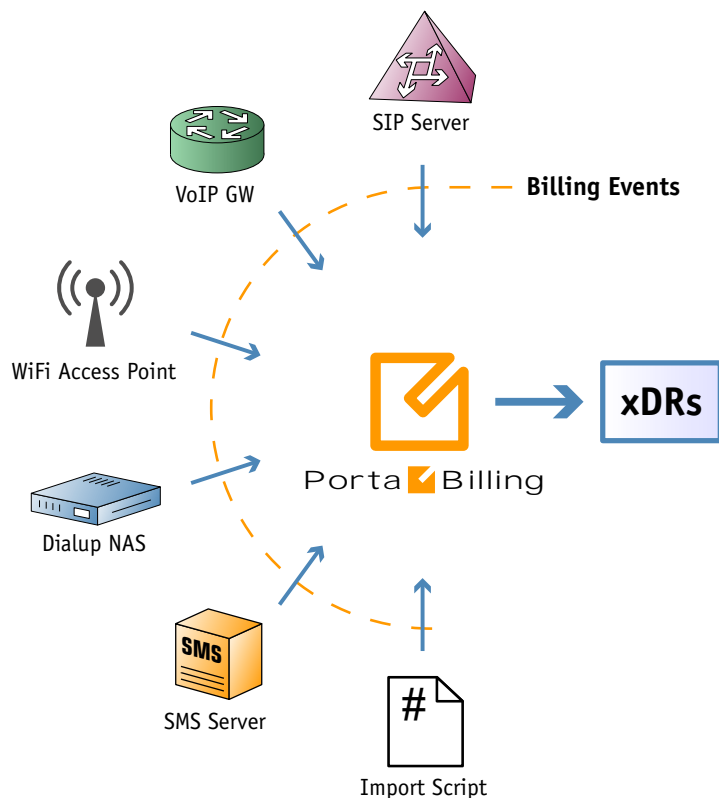 SIP Server
VoIP GW
Billing Events
WiFi Access Point
xDRs
Porta Billing
Dialup NAS
SMS
SMS Server
#
Import Script